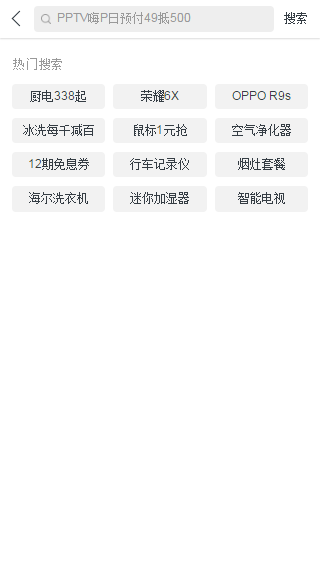 PPTV嗨P日预付49抵500 搜索
热门搜索
厨电338起 荣耀6X OPPO R9s
冰洗每千减百 鼠标1元抢 空气净化器
12期免息券 行车记录仪 烟灶套餐
海尔洗衣机 迷你加湿器 智能电视